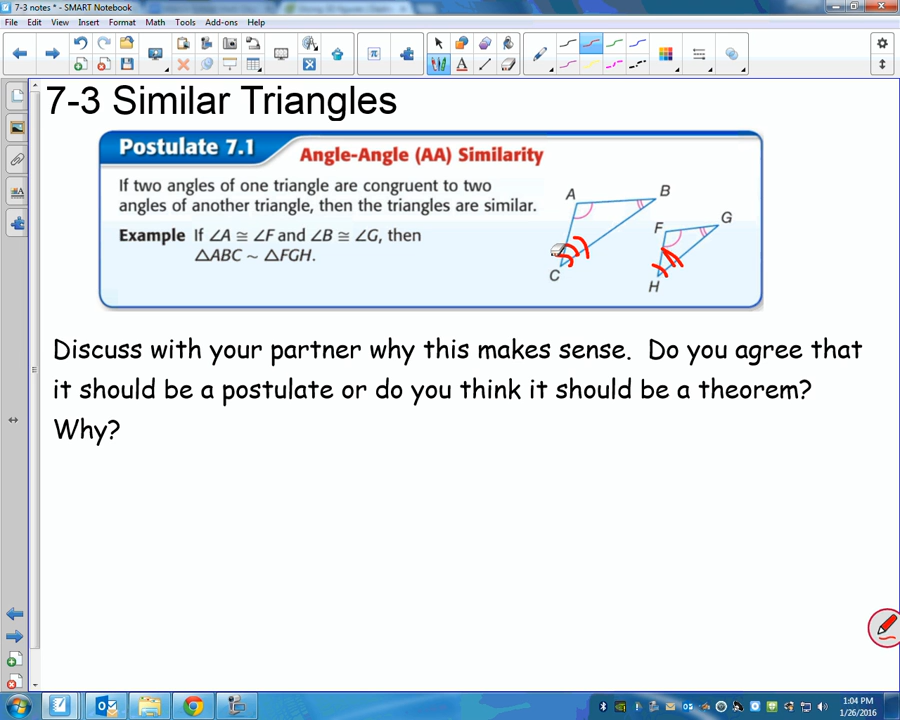 7-3 notes * - SMART Notebook
File Edit View Insert Format Math Tools Add-ons Help
7-3 Similar Triangles
Postulate 7.1
Angle-Angle (AA) Similarity
If two angles of one triangle are congruent to two
angles of another triangle, then the triangles are similar.
Example If ∠A ≅ ∠F and ∠B ≅ ∠G, then
△ABC ~ △FGH.
A
B
C
F
G
H
Discuss with your partner why this makes sense. Do you agree that
it should be a postulate or do you think it should be a theorem?
Why?
1:04 PM
1/26/2016